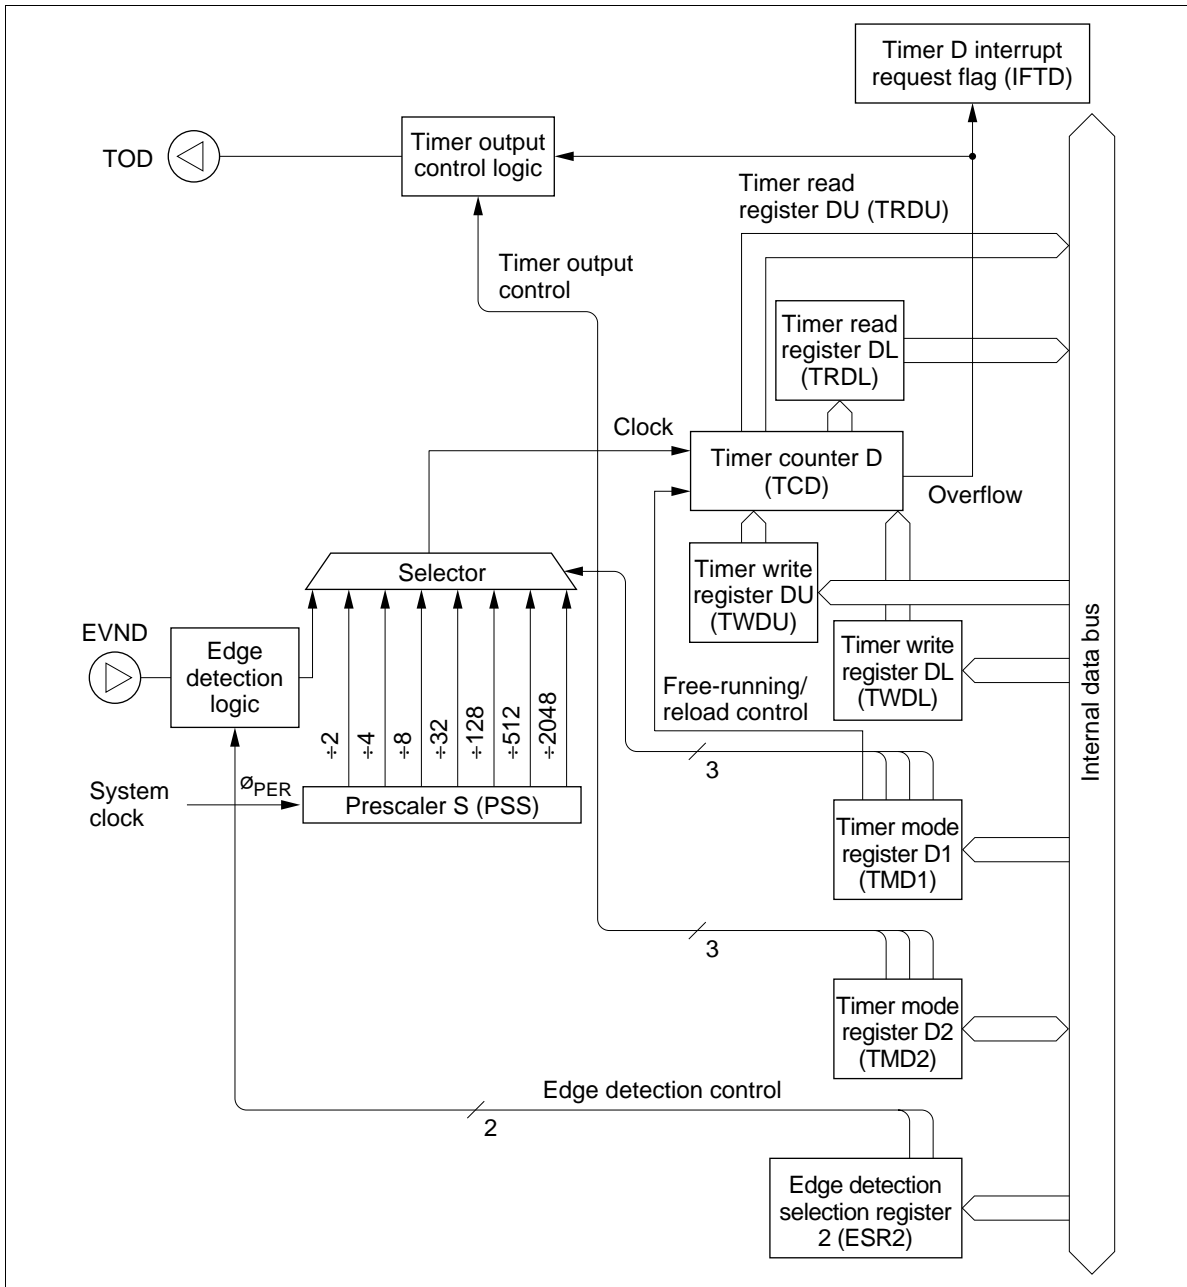 Timer D interrupt
request flag (IFTD)
Timer output
control logic
TOD
Timer read
register DU (TRDU)
Timer output
control
Timer read
register DL
(TRDL)
Clock
Timer counter D
(TCD)
Overflow
Selector
Timer write
register DU
(TWDU)
EVND
Edge
detection
logic
Timer write
register DL
(TWDL)
Free-running/
reload control
Internal data bus
÷2
÷4
÷8
÷32
÷128
÷512
÷2048
3
System
clock
øPER
Prescaler S (PSS)
Timer mode
register D1
(TMD1)
3
Timer mode
register D2
(TMD2)
Edge detection control
2
Edge detection
selection register
2 (ESR2)